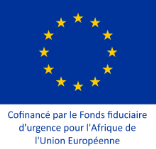 Cofinancé par le Fonds fiduciaire
d'urgence pour l'Afrique de
l'Union Européenne